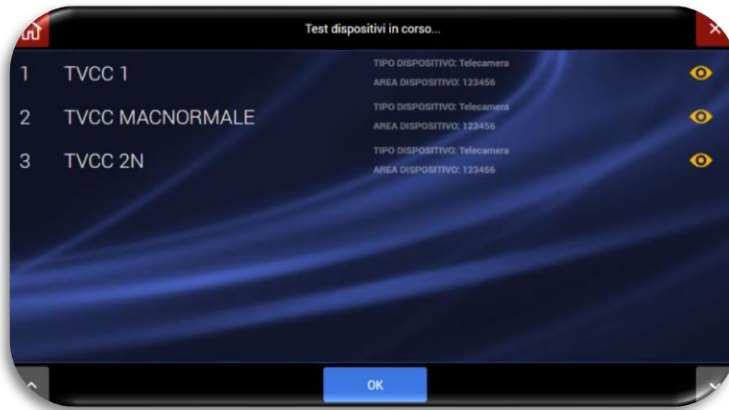 Test dispositivi in corso...
1 TVCC 1
TIPO DISPOSITIVO: Telecamera
AREA DISPOSITIVO: 123456
2 TVCC MACNORMALE
TIPO DISPOSITIVO: Telecamera
AREA DISPOSITIVO: 123456
3 TVCC 2N
TIPO DISPOSITIVO: Telecamera
AREA DISPOSITIVO: 123456
OK